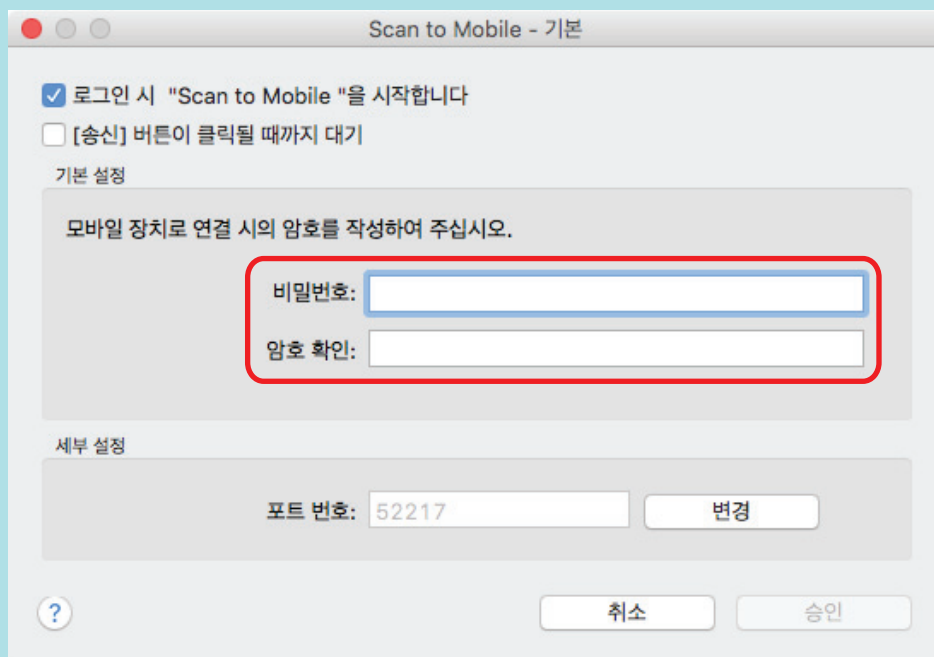 Scan to Mobile - 기본
로그인 시 "Scan to Mobile "을 시작합니다
[송신] 버튼이 클릭될 때까지 대기
기본 설정
모바일 장치로 연결 시의 암호를 작성하여 주십시오.
비밀번호:
암호 확인:
세부 설정
포트 번호: 52217 변경
? 취소 승인